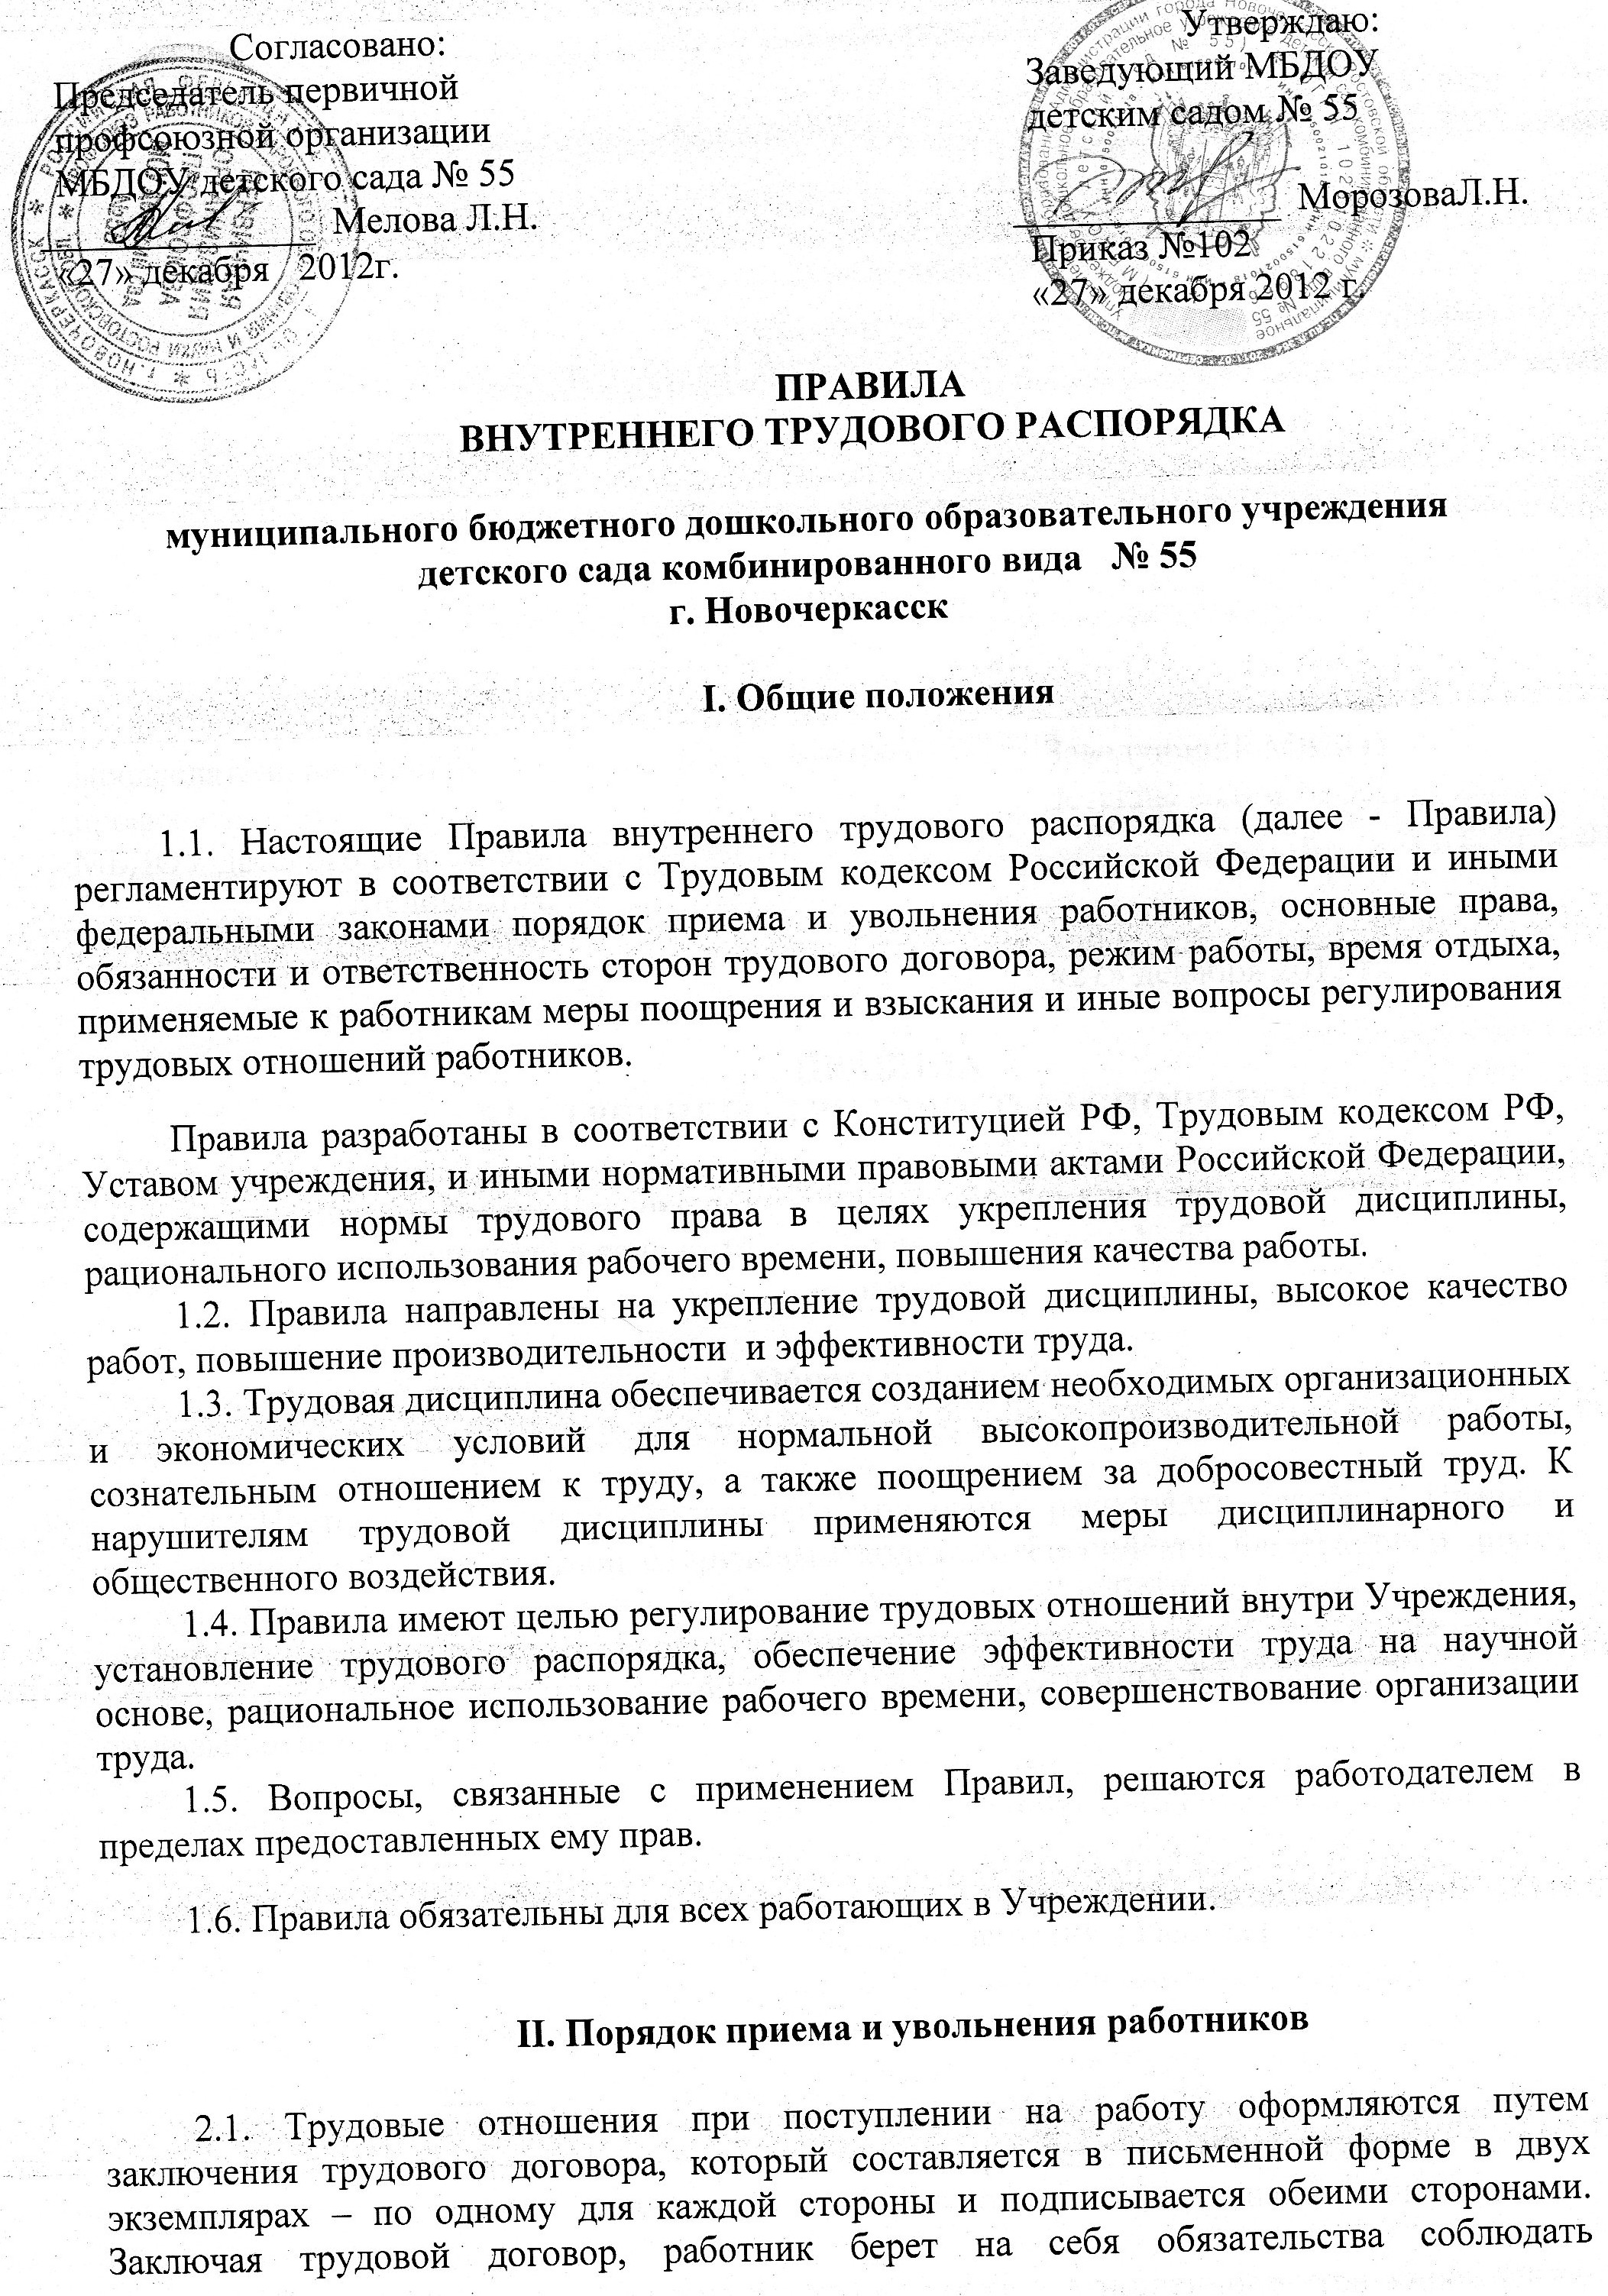 Согласовано:
Председатель первичной
профсоюзной организации
МБДОУ детского сада № 55
Мелова Л.Н.
«27» декабря 2012г.
Утверждаю:
Заведующий МБДОУ
детским садом № 55
МорозоваЛ.Н.
Приказ №102
«27» декабря 2012 г.
ПРАВИЛА
ВНУТРЕННЕГО ТРУДОВОГО РАСПОРЯДКА
муниципального бюджетного дошкольного образовательного учреждения
детского сада комбинированного вида № 55
г. Новочеркасск
I. Общие положения
1.1. Настоящие Правила внутреннего трудового распорядка (далее - Правила)
регламентируют в соответствии с Трудовым кодексом Российской Федерации и иными
федеральными законами порядок приема и увольнения работников, основные права,
обязанности и ответственность сторон трудового договора, режим работы, время отдыха,
применяемые к работникам меры поощрения и взыскания и иные вопросы регулирования
трудовых отношений работников.
Правила разработаны в соответствии с Конституцией РФ, Трудовым кодексом РФ,
Уставом учреждения, и иными нормативными правовыми актами Российской Федерации,
содержащими нормы трудового права в целях укрепления трудовой дисциплины,
рационального использования рабочего времени, повышения качества работы.
1.2. Правила направлены на укрепление трудовой дисциплины, высокое качество
работ, повышение производительности и эффективности труда.
1.3. Трудовая дисциплина обеспечивается созданием необходимых организационных
и экономических условий для нормальной высокопроизводительной работы,
сознательным отношением к труду, а также поощрением за добросовестный труд. К
нарушителям трудовой дисциплины применяются меры дисциплинарного и
общественного воздействия.
1.4. Правила имеют целью регулирование трудовых отношений внутри Учреждения,
установление трудового распорядка, обеспечение эффективности труда на научной
основе, рациональное использование рабочего времени, совершенствование организации
труда.
1.5. Вопросы, связанные с применением Правил, решаются работодателем в
пределах предоставленных ему прав.
1.6. Правила обязательны для всех работающих в Учреждении.
II. Порядок приема и увольнения работников
2.1. Трудовые отношения при поступлении на работу оформляются путем
заключения трудового договора, который составляется в письменной форме в двух
экземплярах – по одному для каждой стороны и подписывается обеими сторонами.
Заключая трудовой договор, работник берет на себя обязательства соблюдать